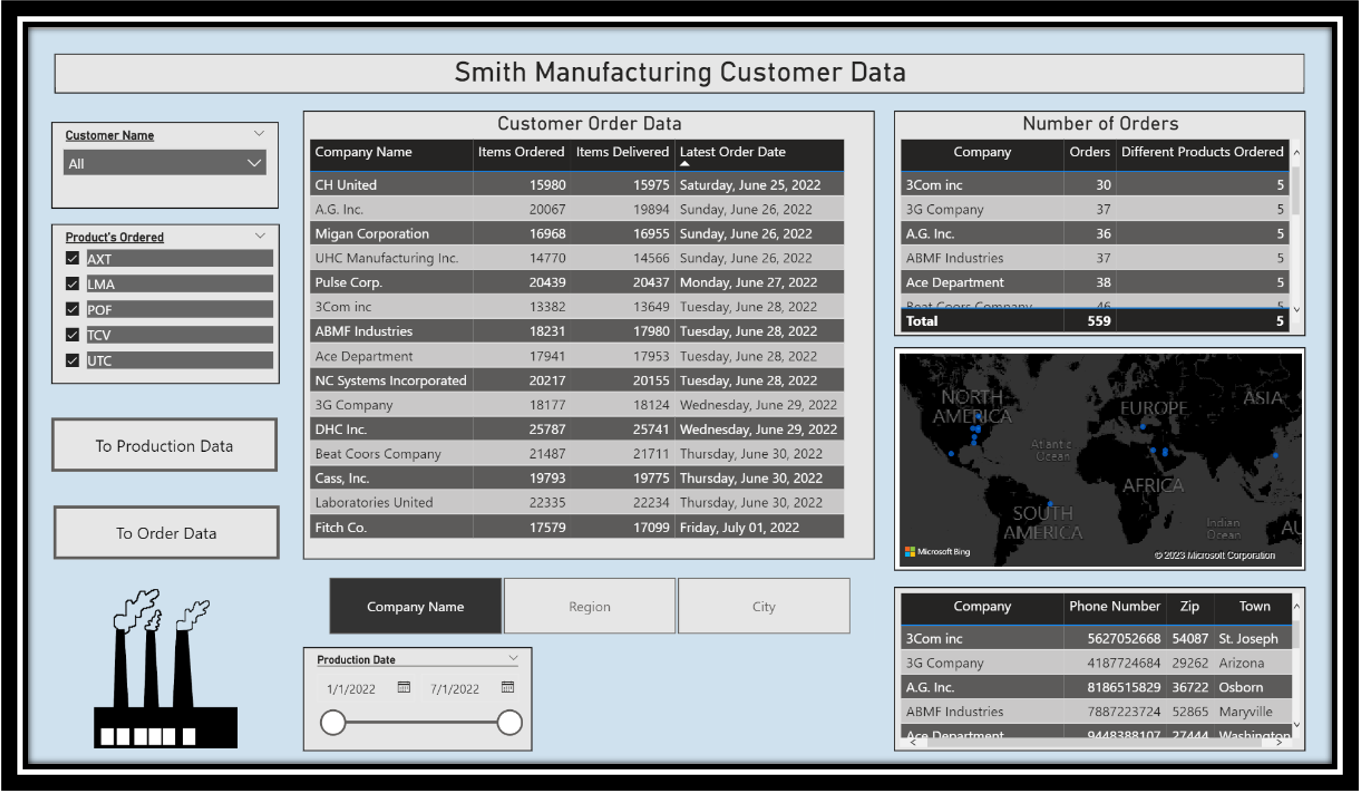 Smith Manufacturing Customer Data
Customer Name
All
Product's Ordered
AXT
LMA
POF
TCV
UTC
To Production Data
To Order Data
Customer Order Data
Company Name Items Ordered Items Delivered Latest Order Date
CH United 15980 15975 Saturday, June 25, 2022
A.G. Inc. 20067 19894 Sunday, June 26, 2022
Migan Corporation 16968 16955 Sunday, June 26, 2022
UHC Manufacturing Inc. 14770 14566 Sunday, June 26, 2022
Pulse Corp. 20439 20437 Monday, June 27, 2022
3Com inc 13382 13649 Tuesday, June 28, 2022
ABMF Industries 18231 17980 Tuesday, June 28, 2022
Ace Department 17941 17953 Tuesday, June 28, 2022
NC Systems Incorporated 20217 20155 Tuesday, June 28, 2022
3G Company 18177 18124 Wednesday, June 29, 2022
DHC Inc. 25787 25741 Wednesday, June 29, 2022
Beat Coors Company 21487 21711 Thursday, June 30, 2022
Cass, Inc. 19793 19775 Thursday, June 30, 2022
Laboratories United 22335 22234 Thursday, June 30, 2022
Fitch Co. 17579 17099 Friday, July 01, 2022
Company Name Region City
Production Date
1/1/2022 7/1/2022
Number of Orders
Company Orders Different Products Ordered
3Com inc 30 5
3G Company 37 5
A.G. Inc. 36 5
ABMF Industries 37 5
Ace Department 38 5
Beat Coors Company 46 5
Total 559 5
NORTH
AMERICA
EUROPE
ASIA
Atlantic
Ocean
AFRICA
SOUTH
AMERICA
Indian
Ocean
AU
Microsoft Bing
© 2023 Microsoft Corporation
Company Phone Number Zip Town
3Com inc 5627052668 54087 St. Joseph
3G Company 4187724684 29262 Arizona
A.G. Inc. 8186515829 36722 Osborn
ABMF Industries 7887223724 52865 Maryville
Ace Department 9448388107 27444 Washington